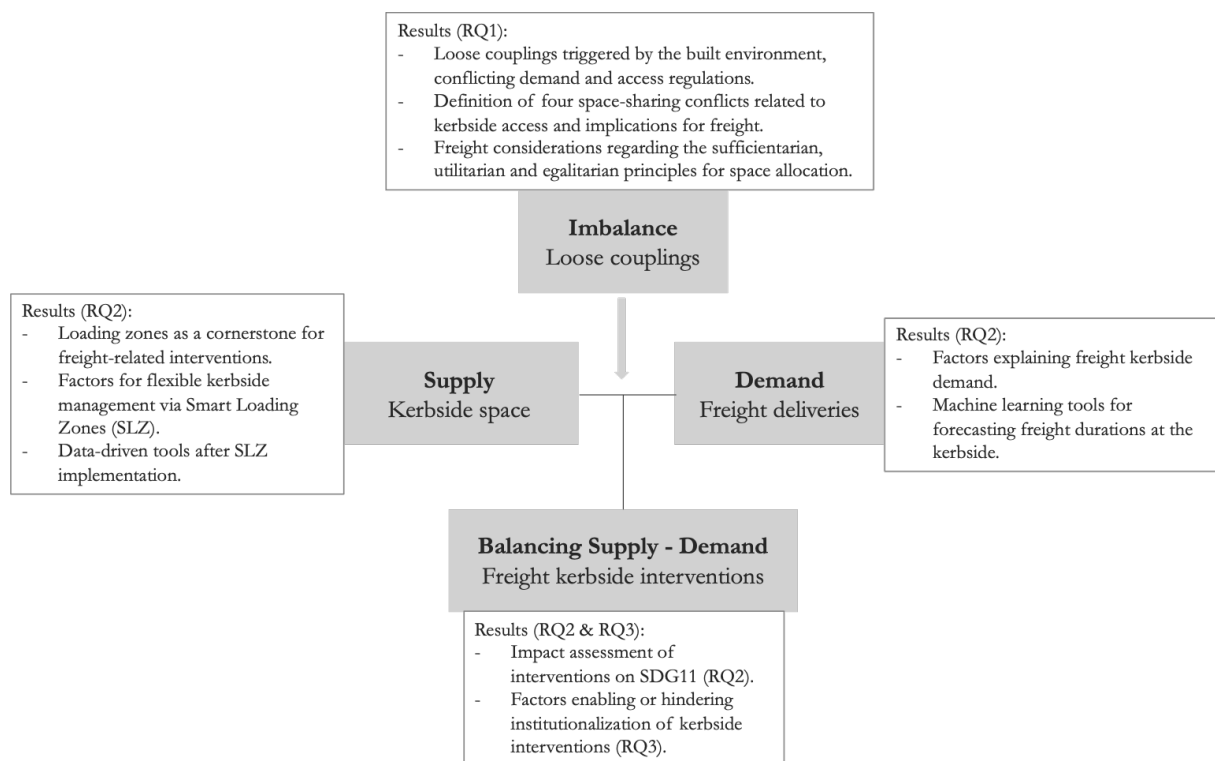 Results (RQ1):
- Loose couplings triggered by the built environment,
conflicting demand and access regulations.
- Definition of four space-sharing conflicts related to
kerbside access and implications for freight.
- Freight considerations regarding the sufficientarian,
utilitarian and egalitarian principles for space allocation.
Imbalance
Loose couplings
Results (RQ2):
- Loading zones as a cornerstone for
freight-related interventions.
- Factors for flexible kerbside
management via Smart Loading
Zones (SLZ).
- Data-driven tools after SLZ
implementation.
Supply
Kerbside space
Demand
Freight deliveries
Results (RQ2):
- Factors explaining freight kerbside
demand.
- Machine learning tools for
forecasting freight durations at the
kerbside.
Balancing Supply - Demand
Freight kerbside interventions
Results (RQ2 & RQ3):
- Impact assessment of
interventions on SDG11 (RQ2).
- Factors enabling or hindering
institutionalization of kerbside
interventions (RQ3).